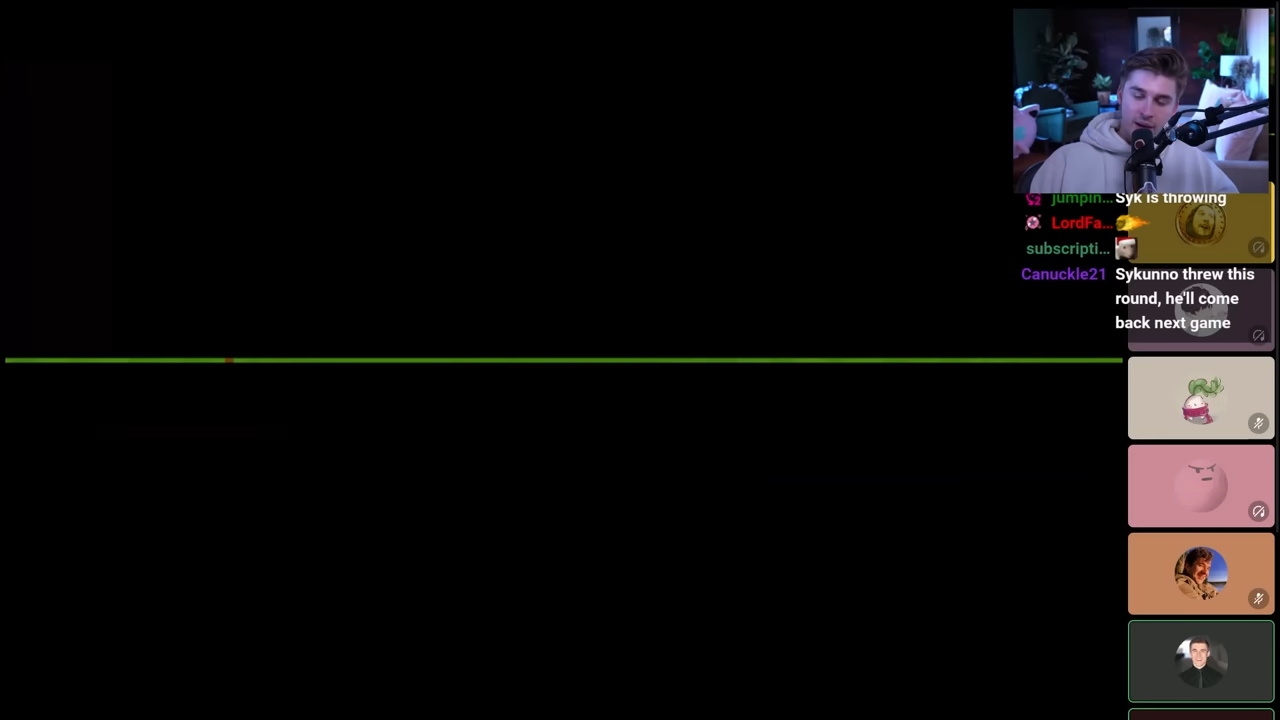 jumpin... Syk is throwing
LordFa...
subscripti...
Canuckle21 Sykunno threw this
round, he'll come
back next game